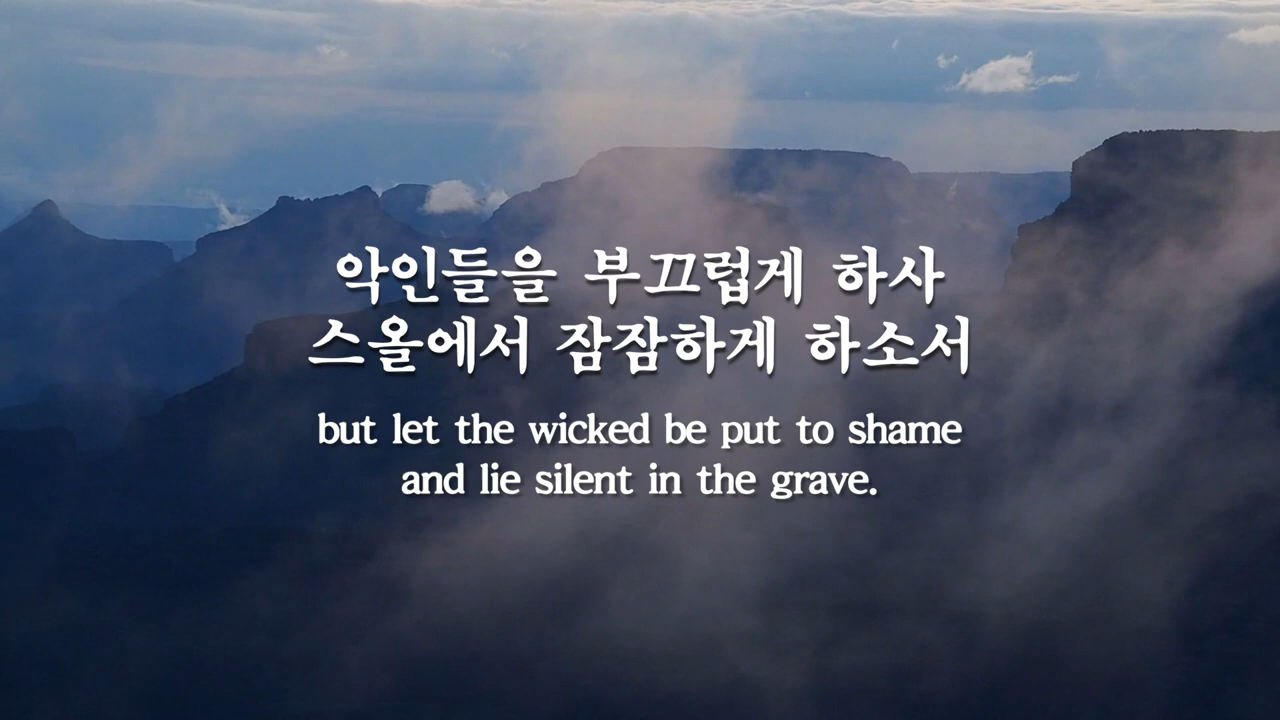 악인들을 부끄럽게 하사
스올에서 잠잠하게 하소서
but let the wicked be put to shame
and lie silent in the grave.